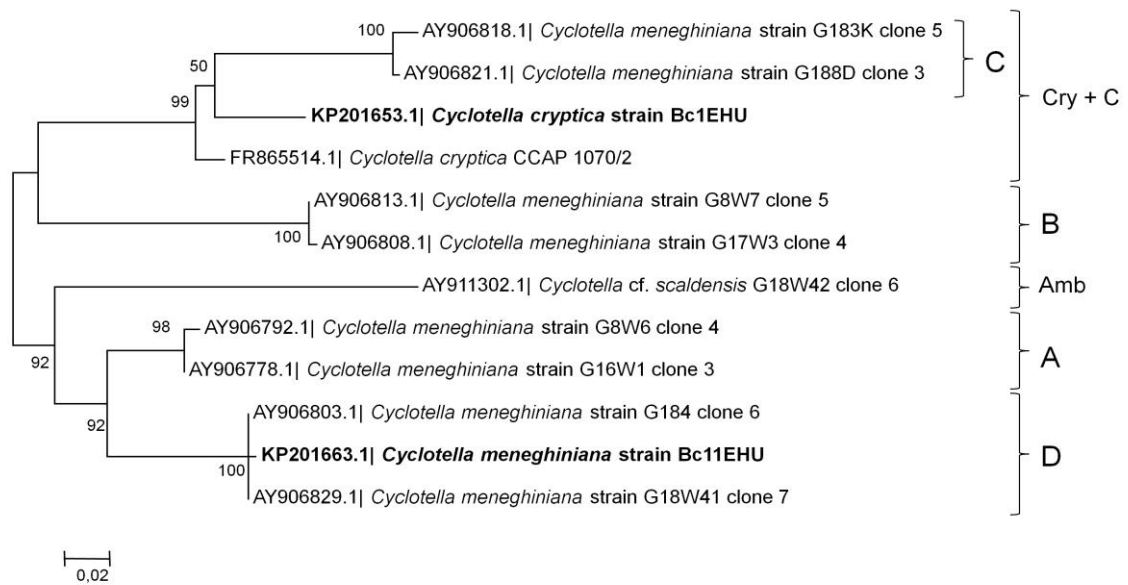 100
AY906818.1| Cyclotella meneghiniana strain G183K clone 5
50
AY906821.1| Cyclotella meneghiniana strain G188D clone 3
C
Cry + C
99
KP201653.1| Cyclotella cryptica strain Bc1EHU
FR865514.1| Cyclotella cryptica CCAP 1070/2
AY906813.1| Cyclotella meneghiniana strain G8W7 clone 5
B
100
AY906808.1| Cyclotella meneghiniana strain G17W3 clone 4
AY911302.1| Cyclotella cf. scaldensis G18W42 clone 6
Amb
98
AY906792.1| Cyclotella meneghiniana strain G8W6 clone 4
A
92
AY906778.1| Cyclotella meneghiniana strain G16W1 clone 3
AY906803.1| Cyclotella meneghiniana strain G184 clone 6
92
KP201663.1| Cyclotella meneghiniana strain Bc11EHU
D
100
AY906829.1| Cyclotella meneghiniana strain G18W41 clone 7
0,02